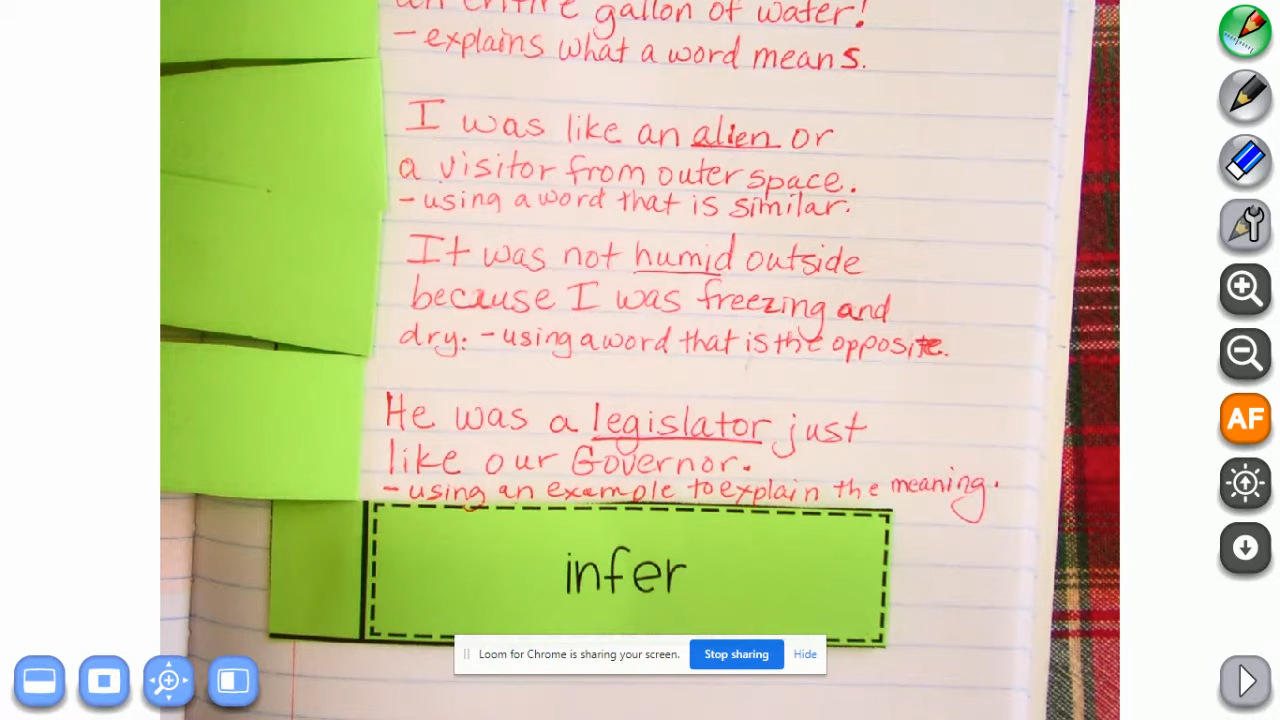 an entire gallon of water!
- explains what a word means.
I was like an alien or
a visitor from outer space.
- using a word that is similar.
It was not humid outside
because I was freezing and
dry. - using a word that is the opposite.
He was a legislator just
like our Governor.
- using an example to explain the meaning.
infer
Loom for Chrome is sharing your screen. Stop sharing Hide
AF